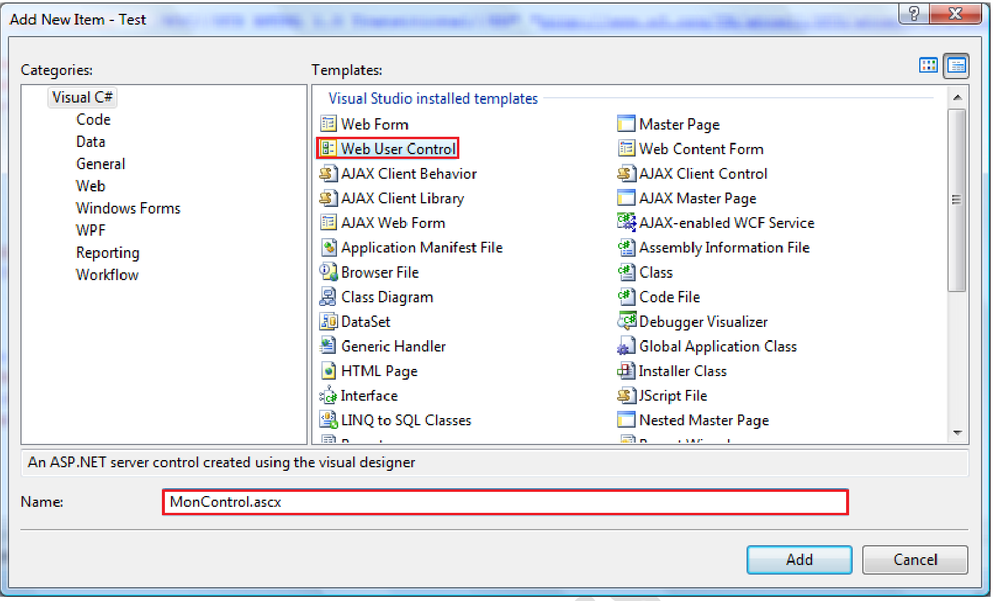 Add New Item - Test
Categories:
Templates:
Visual C#
Code
Data
General
Web
Windows Forms
WPF
Reporting
Workflow
Visual Studio installed templates
Web Form
Master Page
Web User Control
Web Content Form
AJAX Client Behavior
AJAX Client Control
AJAX Client Library
AJAX Master Page
AJAX Web Form
AJAX-enabled WCF Service
Application Manifest File
Assembly Information File
Browser File
Class
Class Diagram
Code File
DataSet
Debugger Visualizer
Generic Handler
Global Application Class
HTML Page
Installer Class
Interface
JScript File
LINQ to SQL Classes
Nested Master Page
An ASP.NET server control created using the visual designer
Name:
MonControl.ascx
Add
Cancel